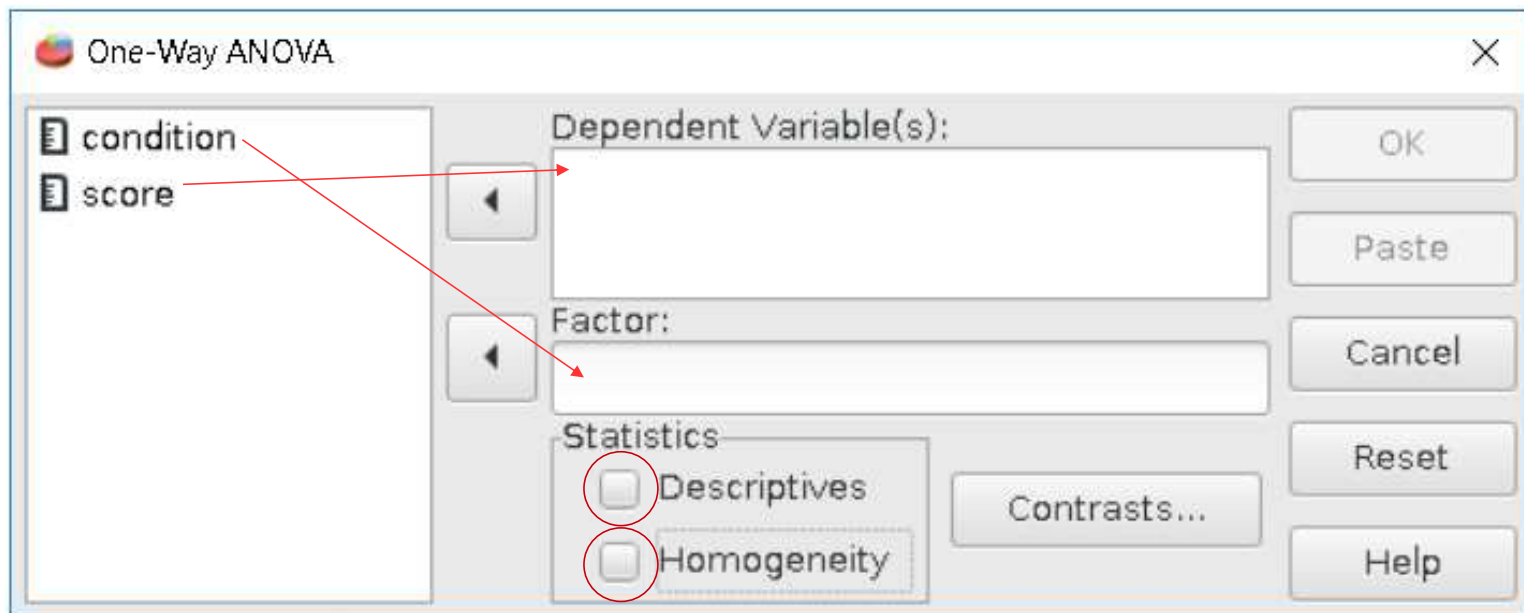 One-Way ANOVA
condition
score
Dependent Variable(s):
Factor:
Statistics
Descriptives
Homogeneity
Contrasts...
OK
Paste
Cancel
Reset
Help